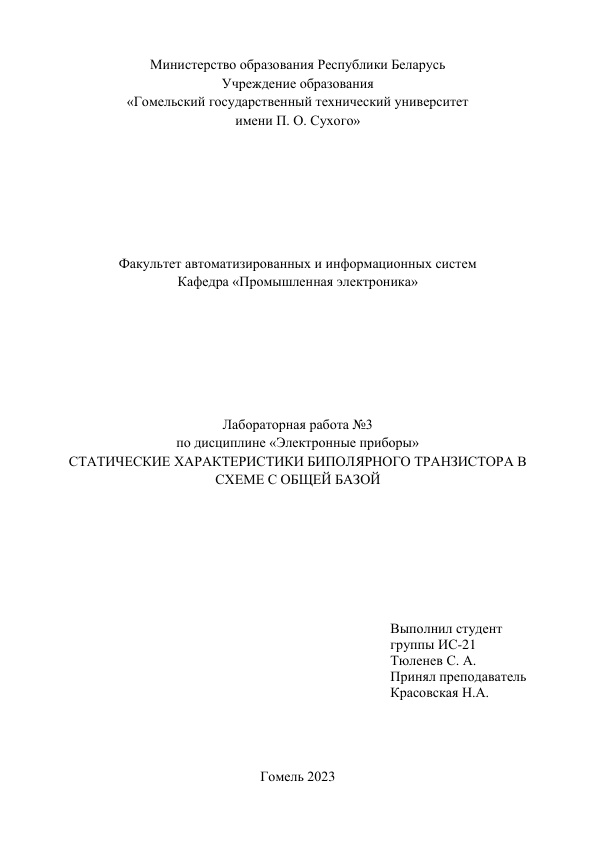 Министерство образования Республики Беларусь
Учреждение образования
«Гомельский государственный технический университет
имени П. О. Сухого»
Факультет автоматизированных и информационных систем
Кафедра «Промышленная электроника»
Лабораторная работа №3
по дисциплине «Электронные приборы»
СТАТИЧЕСКИЕ ХАРАКТЕРИСТИКИ БИПОЛЯРНОГО ТРАНЗИСТОРА В
СХЕМЕ С ОБЩЕЙ БАЗОЙ
Выполнил студент
группы ИС-21
Тюленев С. А.
Принял преподаватель
Красовская Н.А.
Гомель 2023